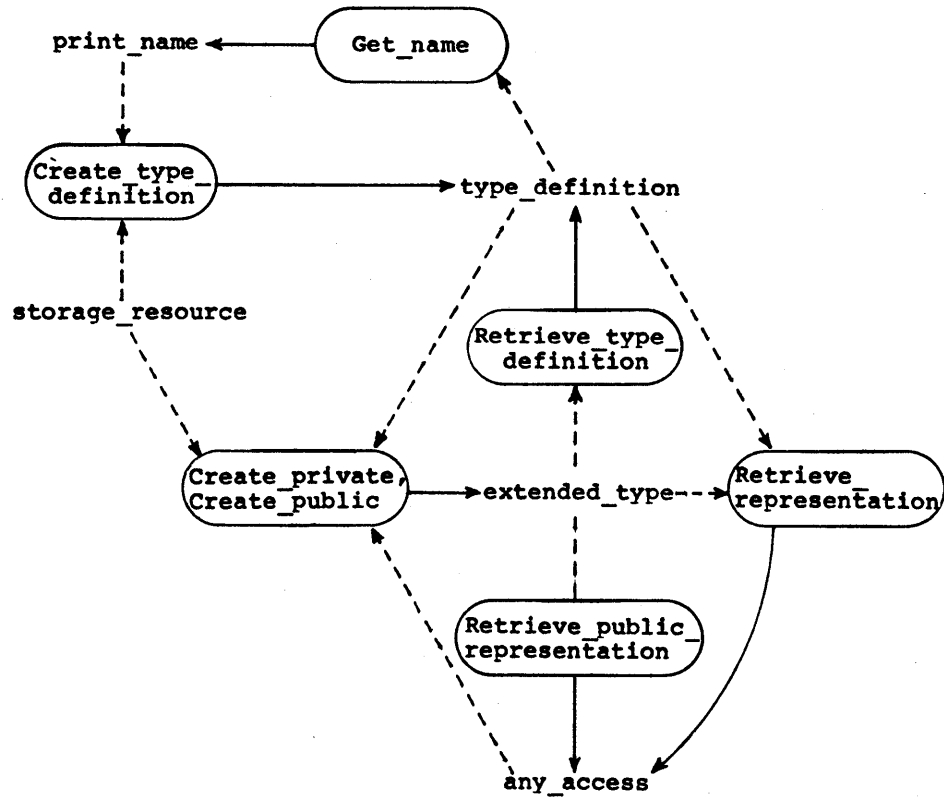 print_name
Get_name
Create_type_
definition
type_definition
storage_resource
Retrieve_type_
definition
Create_private,
Create_public
extended_type
Retrieve_
representation
Retrieve_public_
representation
any_access